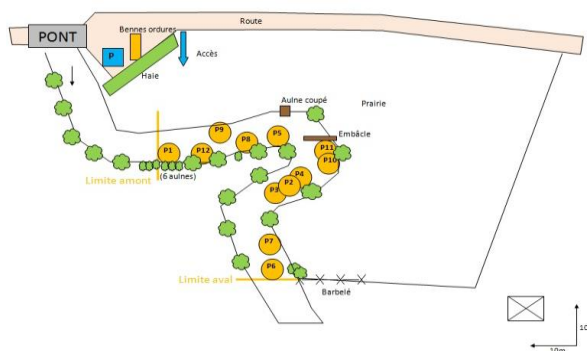 Route
Bennes ordures
PONT
P
Accès
Haie
Aulne coupé
Prairie
P9
P5
P8
Embâcle
P1
P12
P11
P10
(6 aulnes)
Limite amont
P4
P2
P3
P7
P6
Limite aval
Barbelé
10m